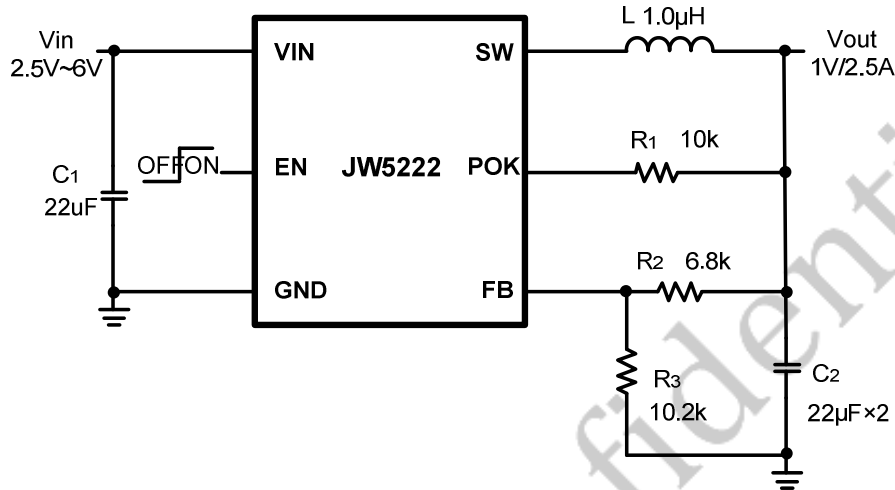 L 1.0µH
Vin
2.5V~6V
VIN
SW
Vout
1V/2.5A
OFF ON
EN
JW5222
POK
R1 10k
C1
22uF
GND
FB
R2 6.8k
R3
10.2k
C2
22µF×2
fidenti